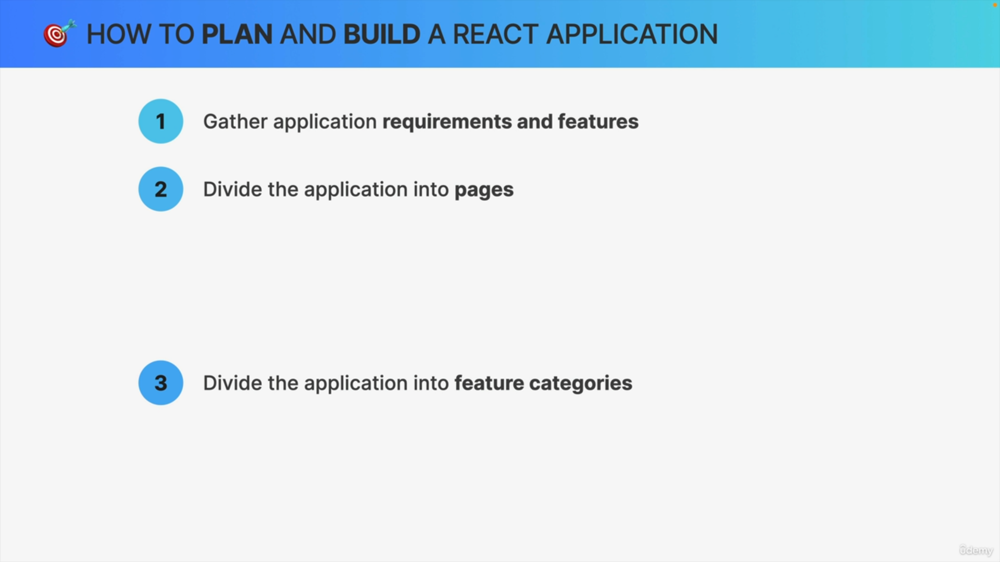 HOW TO PLAN AND BUILD A REACT APPLICATION
1 Gather application requirements and features
2 Divide the application into pages
3 Divide the application into feature categories
ûdemy